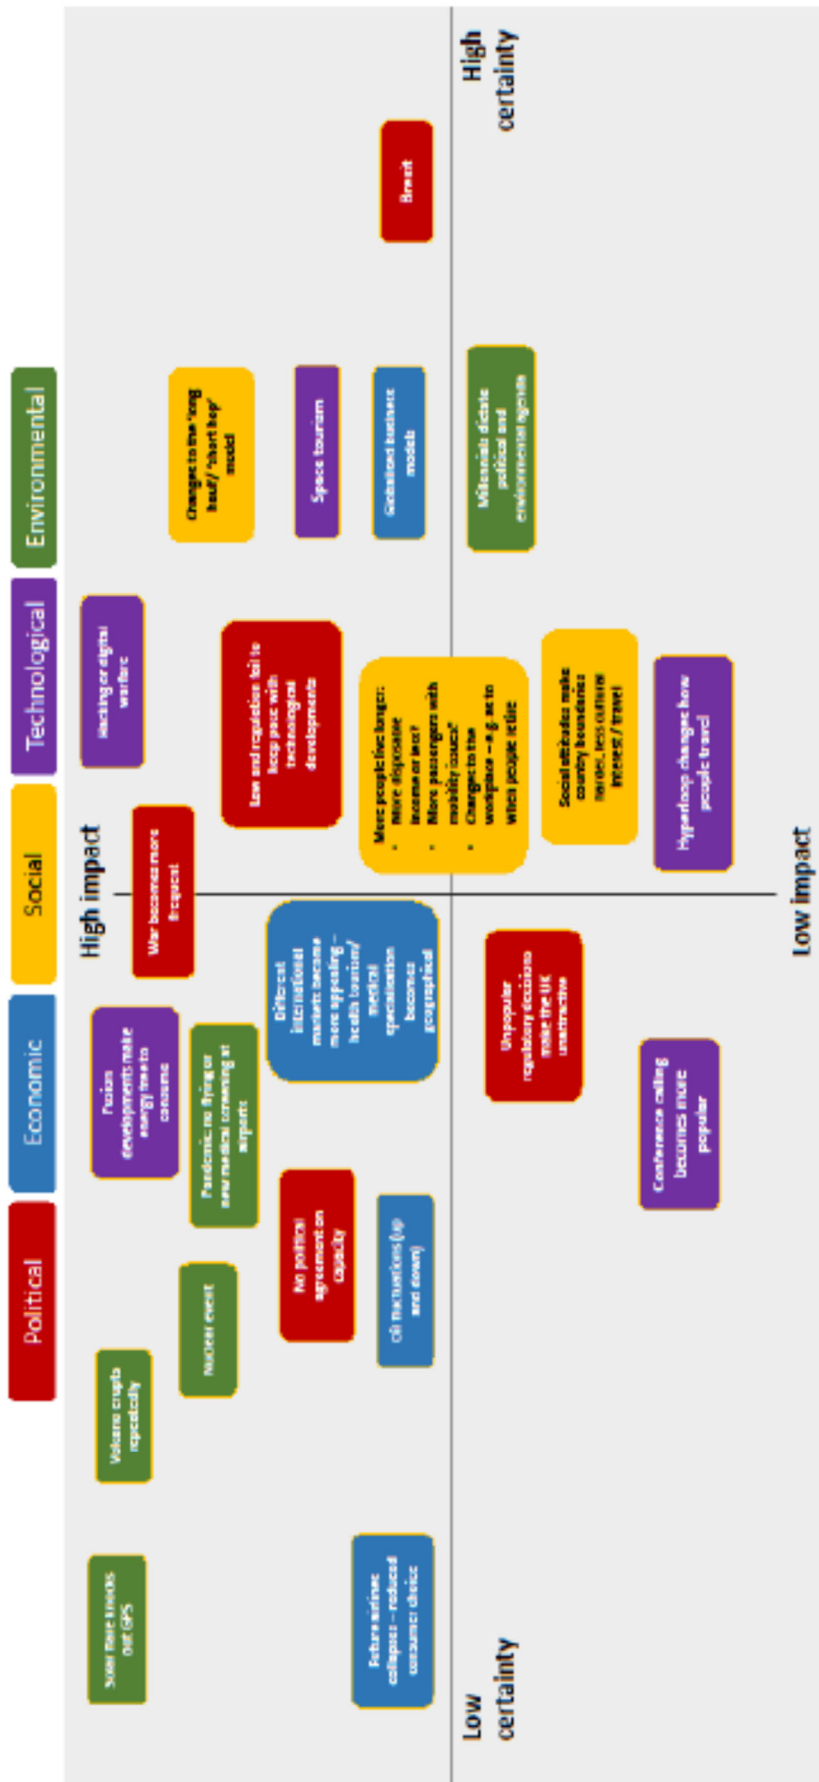 Political
Economic
Social
Technological
Environmental
High impact
Solar flare knocks
out GPS
Volcano erupts
repeatedly
Fusion
developments make
energy free to
consume
Hacking or digital
warfare
War becomes more
frequent
Nuclear event
Pandemic: no flying or
new medical screening at
airports
Changes to the 'long
haul'/ 'short hop'
model
Law and regulation fail to
keep pace with
technological
developments
No political
agreement on
capacity
Different
international
markets become
more appealing –
health tourism/
medical
specialisation
becomes
geographical
Space tourism
Future airlines
collapse – reduced
consumer choice
Oil fluctuations (up
and down)
More people live longer:
• More disposable
income or less?
• More passengers with
mobility issues?
• Changes to the
workplace – e.g. as to
when people retire
Globalised business
models
Brexit
Low
certainty
High
certainty
Unpopular
regulatory decisions
make the UK
unattractive
Millennials dictate
political and
environmental agenda
Social attitudes make
country boundaries
harder, less cultural
interest / travel
Conference calling
becomes more
popular
Hyperloop changes how
people travel
Low impact